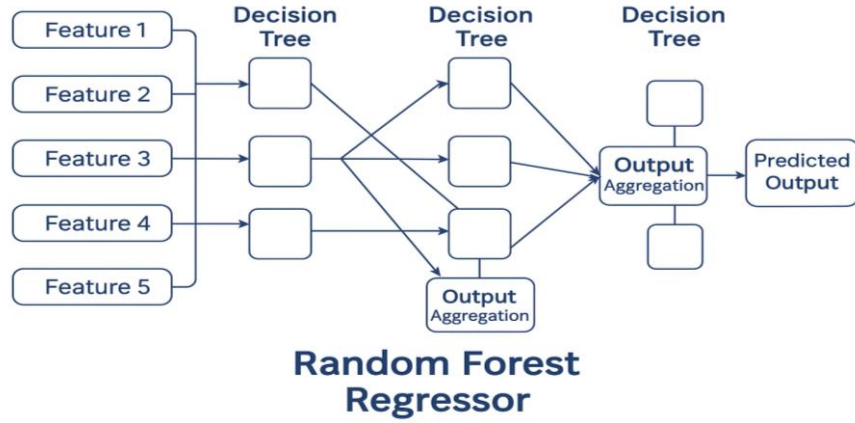 Decision
Tree
Decision
Tree
Decision
Tree
Feature 1
Feature 2
Feature 3
Feature 4
Feature 5
Output
Aggregation
Output
Aggregation
Predicted
Output
Random Forest
Regressor